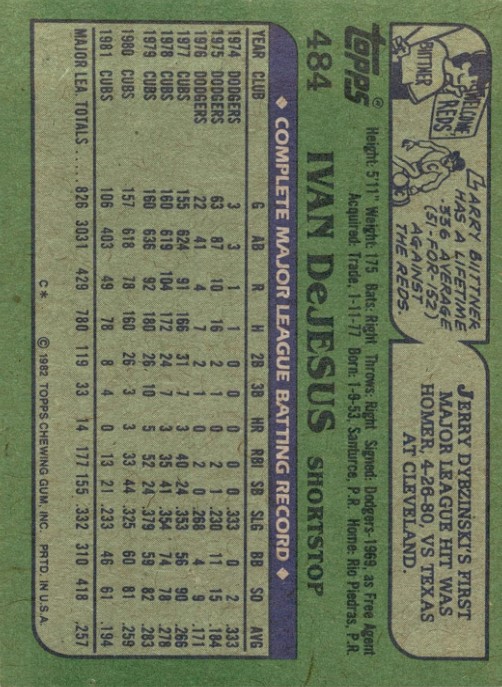 WELCOME
REDS
BIITTNER
LARRY BIITTNER
HAS A LIFETIME
.336 AVERAGE
(51-FOR-152)
AGAINST
THE REDS.
JERRY DYBZINSKI'S FIRST
MAJOR LEAGUE HIT WAS
HOMER, 4-26-80, VS TEXAS
AT CLEVELAND.
TOPPS®
Height: 5'11" Weight: 175 Bats: Right Throws: Right Signed: Dodgers-1969, as Free Agent
Acquired: Trade, 1-11-77 Born: 1-9-53, Santurce, P.R. Home: Rio Piedras, P.R.
484 IVAN DeJESUS SHORTSTOP
◆ COMPLETE MAJOR LEAGUE BATTING RECORD ◆
YEAR CLUB G AB R H 2B 3B HR RBI SB SLG BB SO AVG
1974 DODGERS 3 3 1 1 0 0 0 0 0 .333 0 2 .333
1975 DODGERS 63 87 10 16 2 1 0 2 1 .230 11 15 .184
1976 DODGERS 22 41 4 7 2 1 0 2 0 .268 4 9 .171
1977 CUBS 155 624 91 166 31 7 3 40 24 .353 56 90 .266
1978 CUBS 160 619 104 172 24 7 3 35 41 .354 74 78 .278
1979 CUBS 160 636 92 180 26 10 5 52 24 .379 59 82 .283
1980 CUBS 157 618 78 160 26 3 3 33 44 .325 60 81 .259
1981 CUBS 106 403 49 78 8 4 0 13 21 .233 46 61 .194
MAJOR LEA. TOTALS ..... 826 3031 429 780 119 33 14 177 155 .332 310 418 .257
C* © 1982 TOPPS CHEWING GUM, INC. PRTD. IN U.S.A.